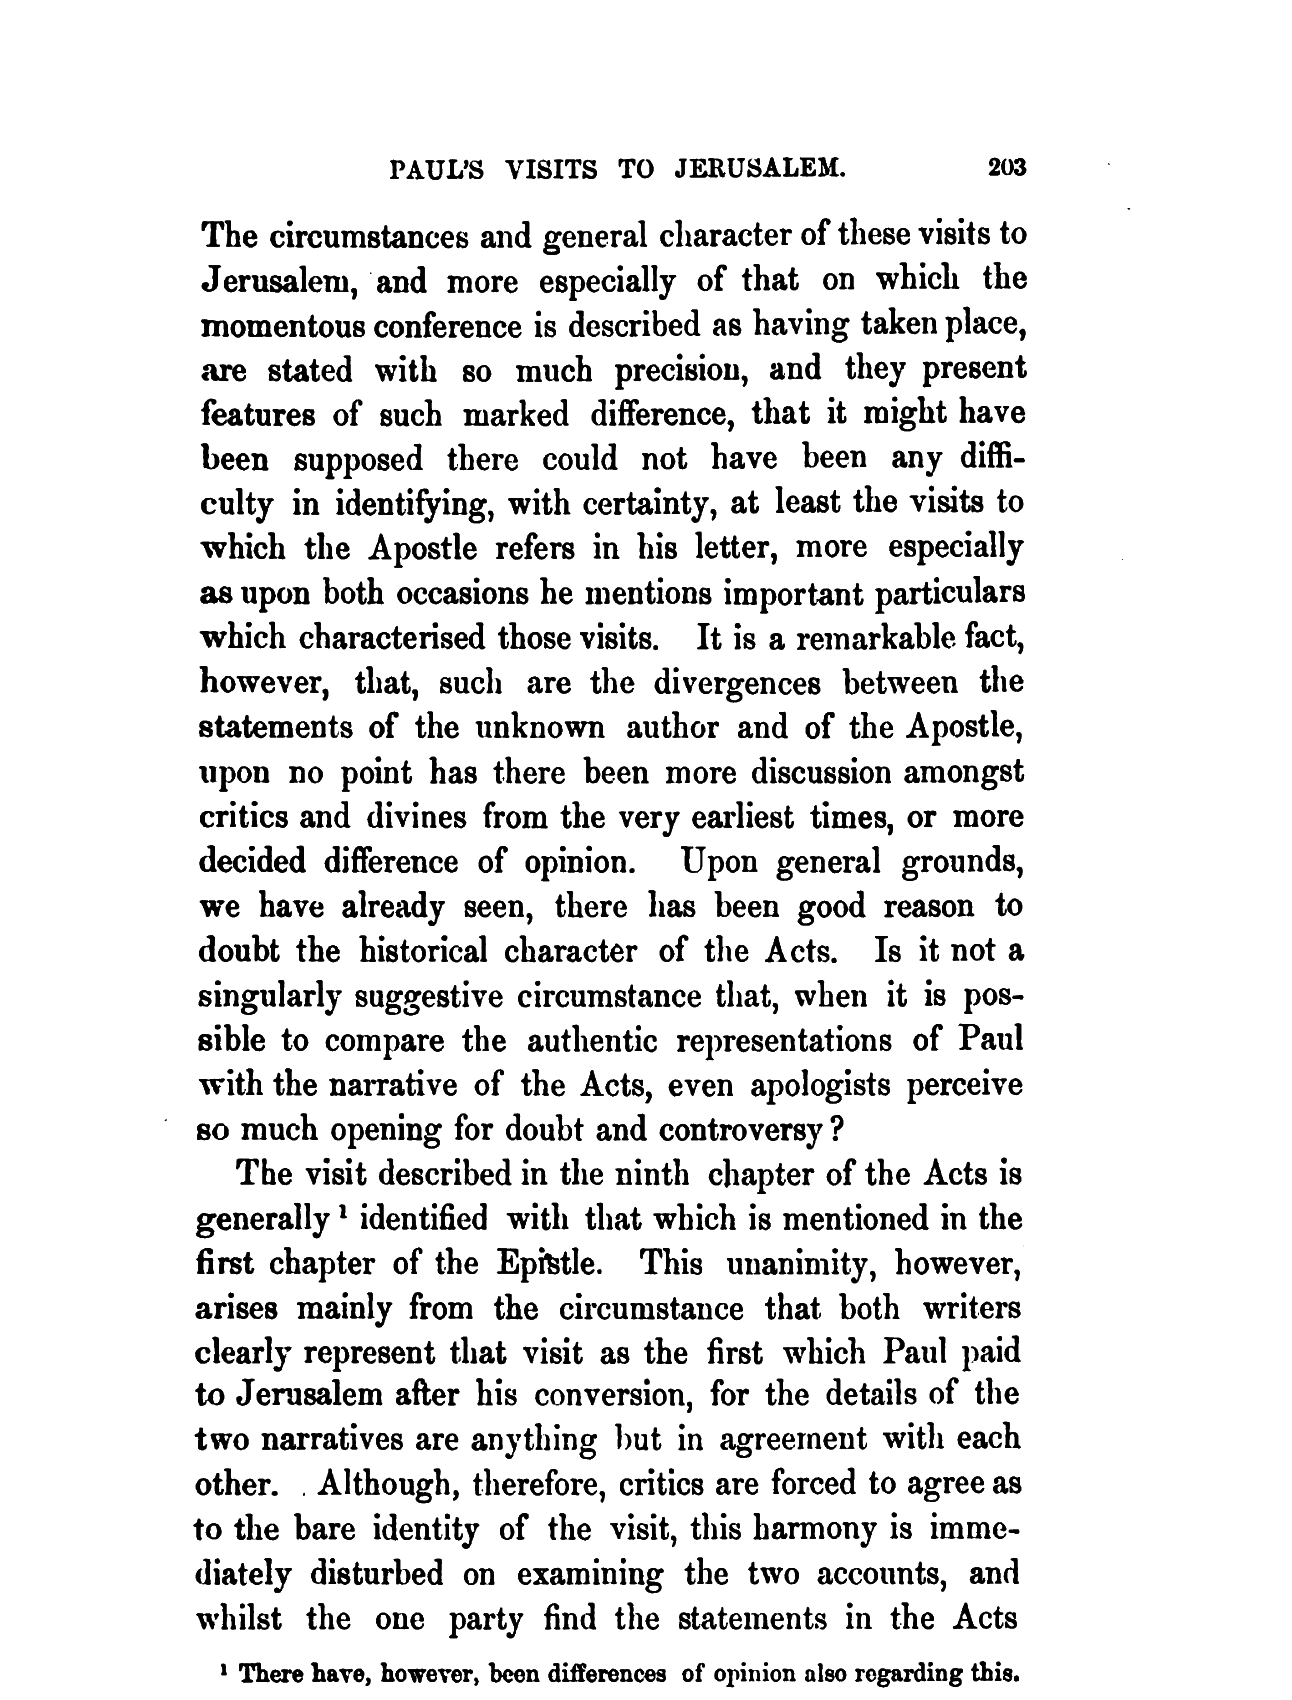 PAUL'S VISITS TO JERUSALEM. 203
The circumstances and general character of these visits to
Jerusalem, and more especially of that on which the
momentous conference is described as having taken place,
are stated with so much precision, and they present
features of such marked difference, that it might have
been supposed there could not have been any diffi-
culty in identifying, with certainty, at least the visits to
which the Apostle refers in his letter, more especially
as upon both occasions he mentions important particulars
which characterised those visits. It is a remarkable fact,
however, that, such are the divergences between the
statements of the unknown author and of the Apostle,
upon no point has there been more discussion amongst
critics and divines from the very earliest times, or more
decided difference of opinion. Upon general grounds,
we have already seen, there has been good reason to
doubt the historical character of the Acts. Is it not a
singularly suggestive circumstance that, when it is pos-
sible to compare the authentic representations of Paul
with the narrative of the Acts, even apologists perceive
so much opening for doubt and controversy?
The visit described in the ninth chapter of the Acts is
generally ¹ identified with that which is mentioned in the
first chapter of the Epistle. This unanimity, however,
arises mainly from the circumstance that both writers
clearly represent that visit as the first which Paul paid
to Jerusalem after his conversion, for the details of the
two narratives are anything but in agreement with each
other. Although, therefore, critics are forced to agree as
to the bare identity of the visit, this harmony is imme-
diately disturbed on examining the two accounts, and
whilst the one party find the statements in the Acts
¹ There have, however, been differences of opinion also regarding this.